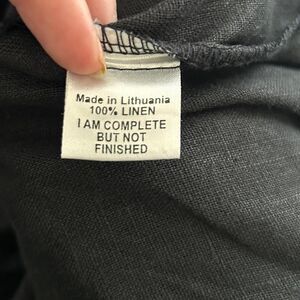 Made in Lithuania
100% LINEN
I AM COMPLETE
BUT NOT
FINISHED